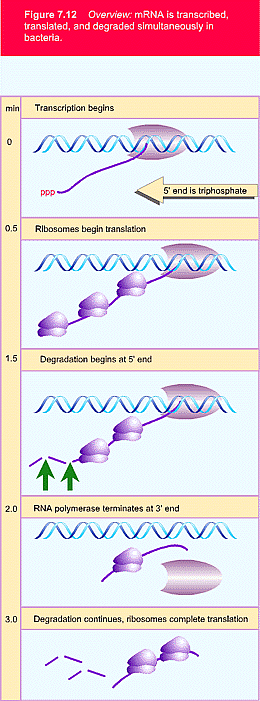 Figure 7.12 Overview: mRNA is transcribed,
translated, and degraded simultaneously in
bacteria.
min Transcription begins
0
ppp
5' end is triphosphate
0.5 Ribosomes begin translation
1.5 Degradation begins at 5' end
2.0 RNA polymerase terminates at 3' end
3.0 Degradation continues, ribosomes complete translation